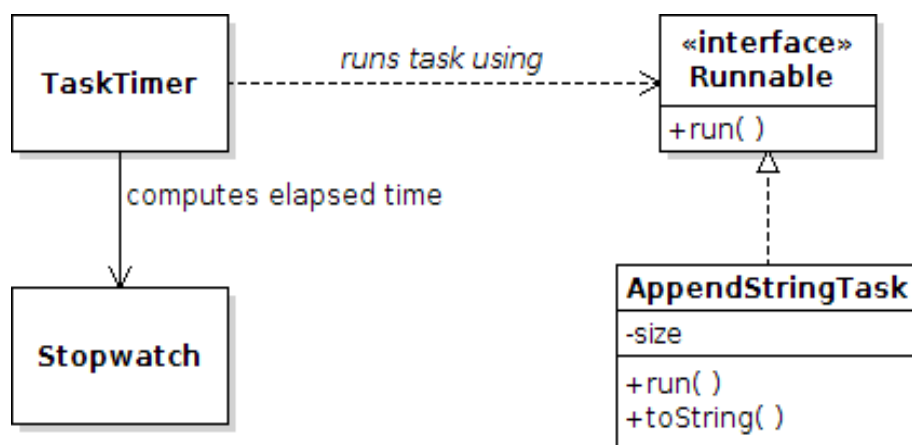 TaskTimer
runs task using
«interface»
Runnable
+run( )
computes elapsed time
Stopwatch
AppendStringTask
-size
+run( )
+toString( )